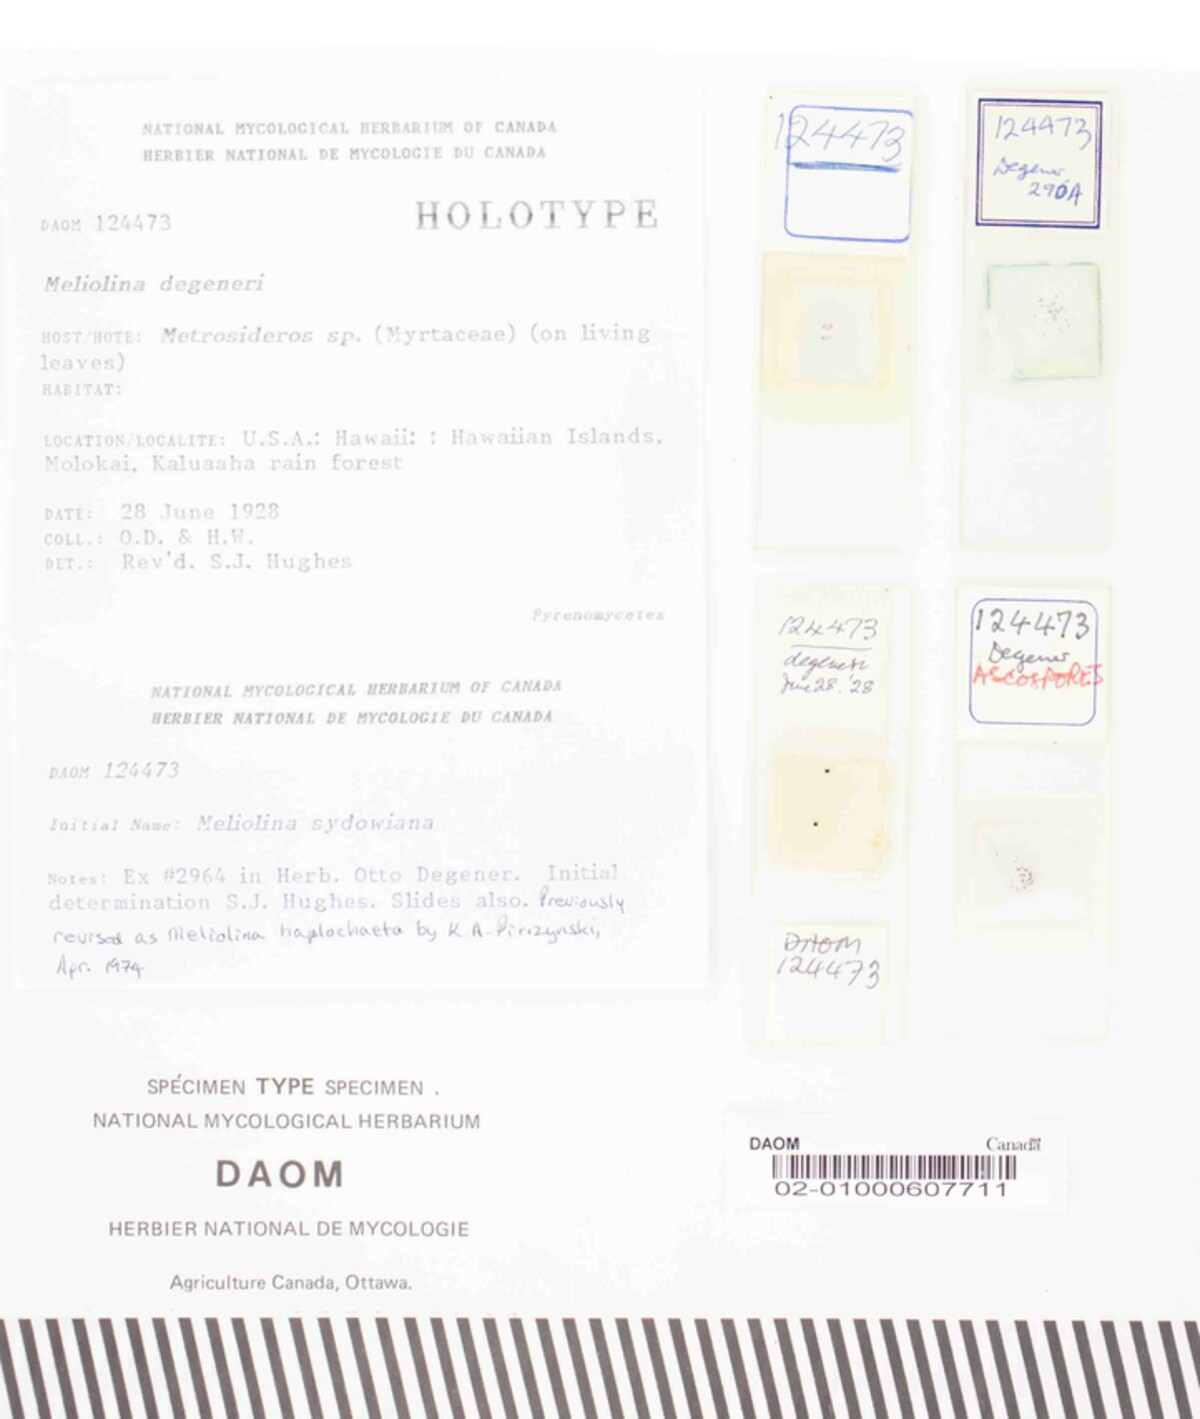 NATIONAL MYCOLOGICAL HERBARIUM OF CANADA
HERBIER NATIONAL DE MYCOLOGIE DU CANADA
DAOM 124473
HOLOTYPE
Meliolina degeneri
HOST/HOTE: Metrosideros sp. (Myrtaceae) (on living
leaves)
HABITAT:
LOCATION/LOCALITE: U.S.A.: Hawaii: : Hawaiian Islands,
Molokai, Kaluaaha rain forest
DATE: 28 June 1928
COLL.: O.D. & H.W.
DET.: Rev'd. S.J. Hughes
Pyrenomycetes
NATIONAL MYCOLOGICAL HERBARIUM OF CANADA
HERBIER NATIONAL DE MYCOLOGIE DU CANADA
DAOM 124473
Initial Name: Meliolina sydowiana
Notes: Ex #2964 in Herb. Otto Degener. Initial
determination S.J. Hughes. Slides also. Previously
revised as Meliolina haplochaeta by K.A. Pirozynski,
Apr. 1974
124473
124473
Degener
290A
124473
degeneri
June 28. '28
DAOM
124473
124473
Degener
ASCOSPORES
SPÉCIMEN TYPE SPECIMEN .
NATIONAL MYCOLOGICAL HERBARIUM
DAOM
HERBIER NATIONAL DE MYCOLOGIE
Agriculture Canada, Ottawa.
DAOM
Canada
02-01000607711